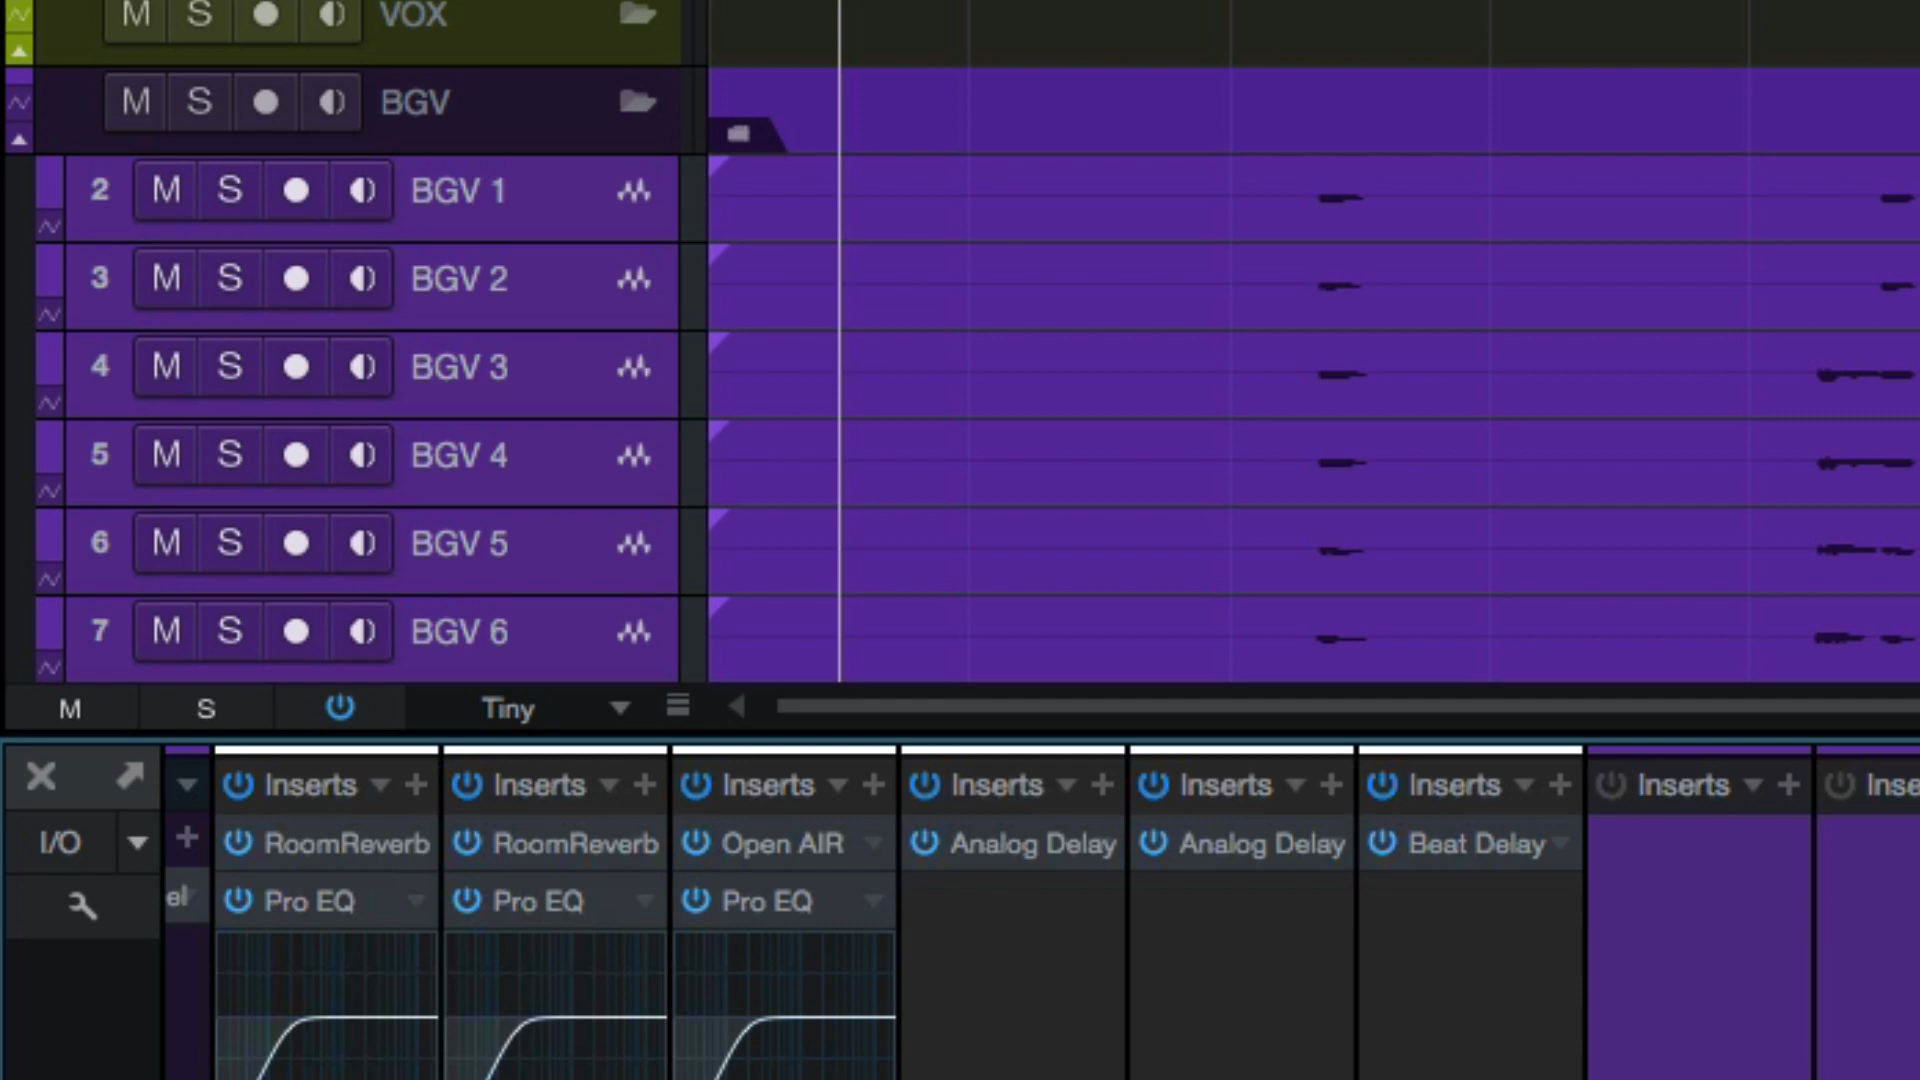 M S VOX
M S BGV
2 M S BGV 1
3 M S BGV 2
4 M S BGV 3
5 M S BGV 4
6 M S BGV 5
7 M S BGV 6
M S Tiny
Inserts Inserts Inserts Inserts Inserts Inserts Inserts Inse
I/O RoomReverb RoomReverb Open AIR Analog Delay Analog Delay Beat Delay
el Pro EQ Pro EQ Pro EQ